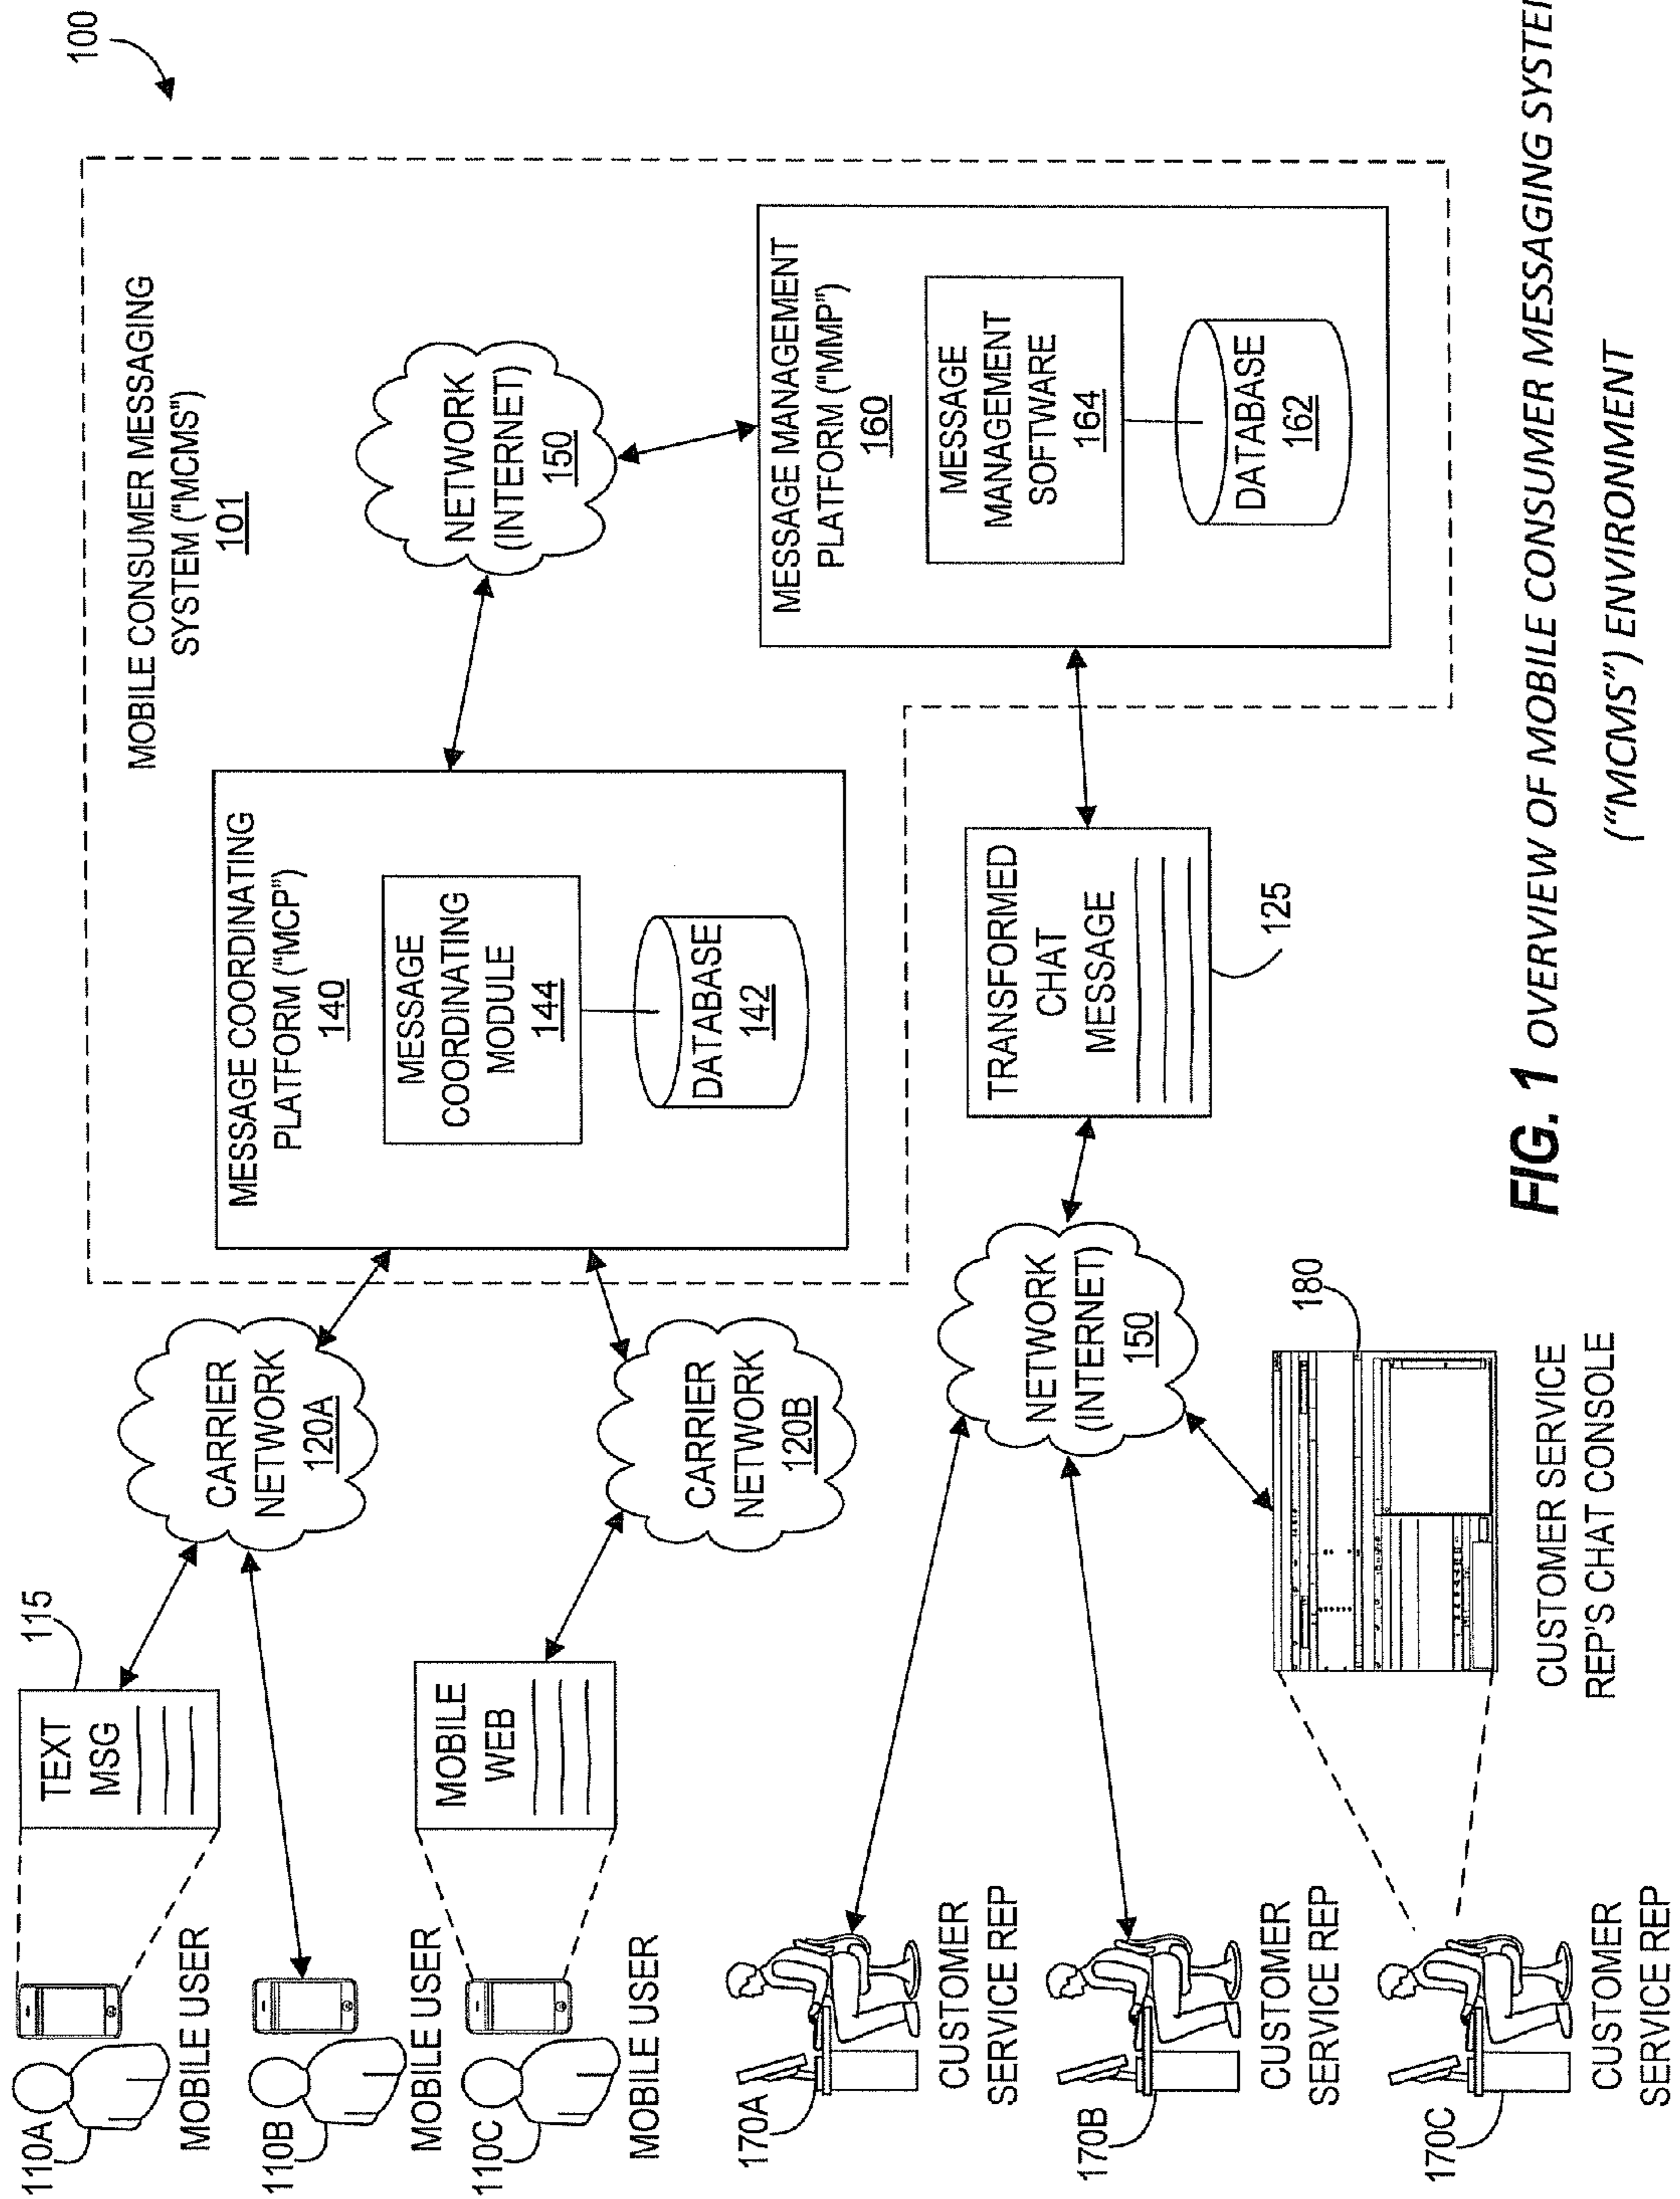 100
MOBILE CONSUMER MESSAGING
SYSTEM ("MCMS")
101
110A
MOBILE USER
TEXT
MSG
115
CARRIER
NETWORK
120A
110B
MOBILE USER
110C
MOBILE USER
MOBILE
WEB
CARRIER
NETWORK
120B
MESSAGE COORDINATING
PLATFORM ("MCP")
140
MESSAGE
COORDINATING
MODULE
144
DATABASE
142
NETWORK
(INTERNET)
150
MESSAGE MANAGEMENT
PLATFORM ("MMP")
160
MESSAGE
MANAGEMENT
SOFTWARE
164
DATABASE
162
TRANSFORMED
CHAT
MESSAGE
125
NETWORK
(INTERNET)
150
170A
CUSTOMER
SERVICE REP
170B
CUSTOMER
SERVICE REP
170C
CUSTOMER
SERVICE REP
180
CUSTOMER SERVICE
REP'S CHAT CONSOLE
FIG. 1 OVERVIEW OF MOBILE CONSUMER MESSAGING SYSTEM
("MCMS") ENVIRONMENT